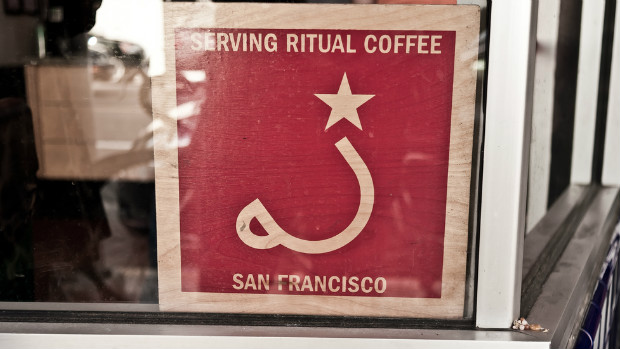 SERVING RITUAL COFFEE
SAN FRANCISCO